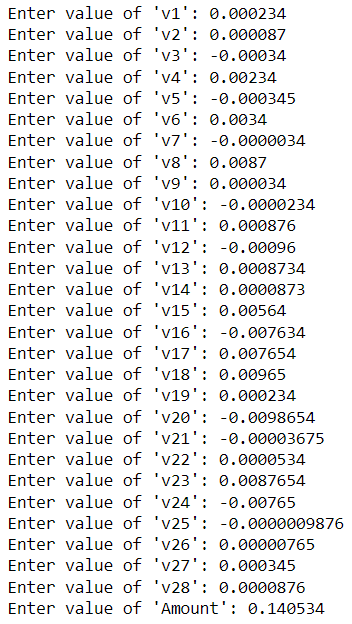 Enter value of 'v1': 0.000234
Enter value of 'v2': 0.000087
Enter value of 'v3': -0.00034
Enter value of 'v4': 0.00234
Enter value of 'v5': -0.000345
Enter value of 'v6': 0.0034
Enter value of 'v7': -0.0000034
Enter value of 'v8': 0.0087
Enter value of 'v9': 0.000034
Enter value of 'v10': -0.0000234
Enter value of 'v11': 0.000876
Enter value of 'v12': -0.00096
Enter value of 'v13': 0.0008734
Enter value of 'v14': 0.0000873
Enter value of 'v15': 0.00564
Enter value of 'v16': -0.007634
Enter value of 'v17': 0.007654
Enter value of 'v18': 0.00965
Enter value of 'v19': 0.000234
Enter value of 'v20': -0.0098654
Enter value of 'v21': -0.00003675
Enter value of 'v22': 0.0000534
Enter value of 'v23': 0.0087654
Enter value of 'v24': -0.00765
Enter value of 'v25': -0.0000009876
Enter value of 'v26': 0.00000765
Enter value of 'v27': 0.000345
Enter value of 'v28': 0.0000876
Enter value of 'Amount': 0.140534